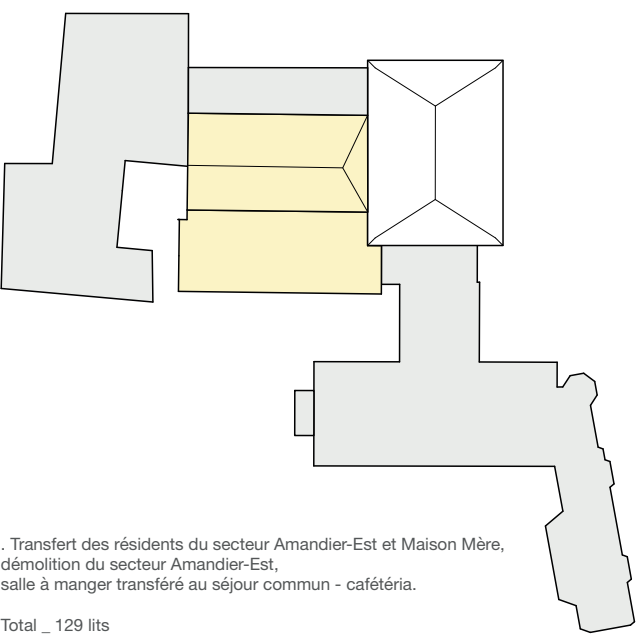 . Transfert des résidents du secteur Amandier-Est et Maison Mère,
démolition du secteur Amandier-Est,
salle à manger transféré au séjour commun - cafétéria.
Total _ 129 lits